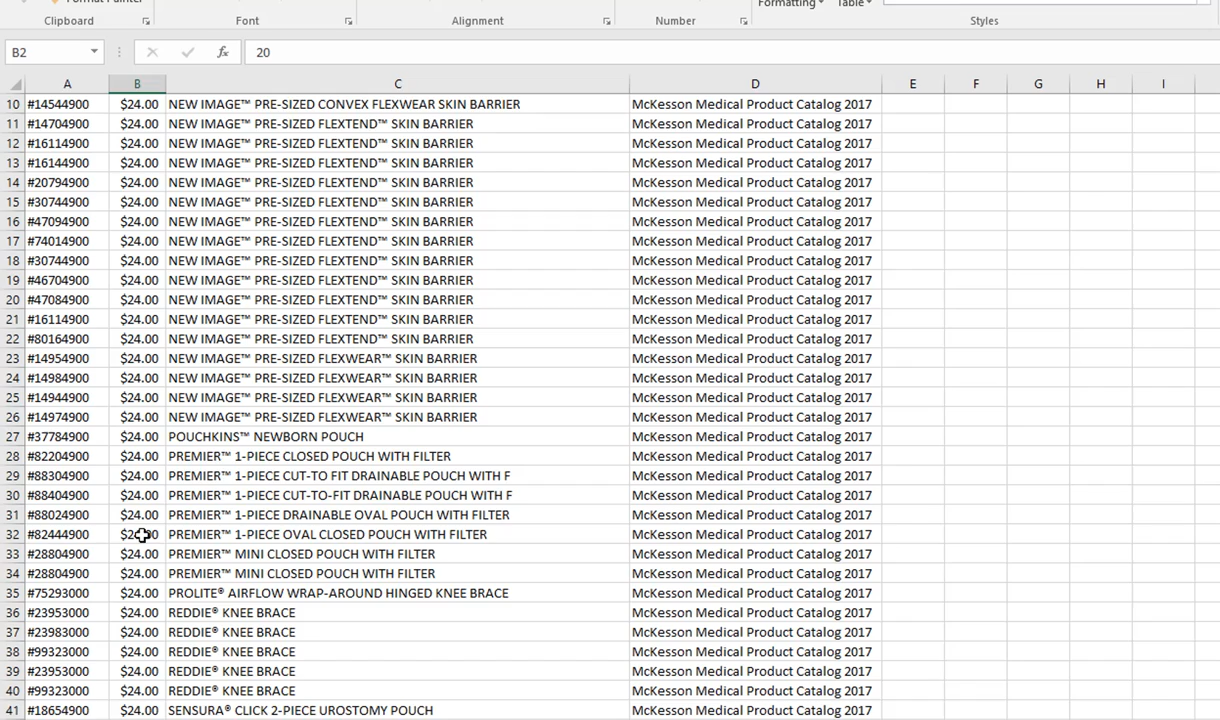 Format Painter
Formatting Table
Clipboard Font Alignment Number Styles
B2 fx 20
A B C D E F G H I
10 #14544900 $24.00 NEW IMAGE™ PRE-SIZED CONVEX FLEXWEAR SKIN BARRIER McKesson Medical Product Catalog 2017
11 #14704900 $24.00 NEW IMAGE™ PRE-SIZED FLEXTEND™ SKIN BARRIER McKesson Medical Product Catalog 2017
12 #16114900 $24.00 NEW IMAGE™ PRE-SIZED FLEXTEND™ SKIN BARRIER McKesson Medical Product Catalog 2017
13 #16144900 $24.00 NEW IMAGE™ PRE-SIZED FLEXTEND™ SKIN BARRIER McKesson Medical Product Catalog 2017
14 #20794900 $24.00 NEW IMAGE™ PRE-SIZED FLEXTEND™ SKIN BARRIER McKesson Medical Product Catalog 2017
15 #30744900 $24.00 NEW IMAGE™ PRE-SIZED FLEXTEND™ SKIN BARRIER McKesson Medical Product Catalog 2017
16 #47094900 $24.00 NEW IMAGE™ PRE-SIZED FLEXTEND™ SKIN BARRIER McKesson Medical Product Catalog 2017
17 #74014900 $24.00 NEW IMAGE™ PRE-SIZED FLEXTEND™ SKIN BARRIER McKesson Medical Product Catalog 2017
18 #30744900 $24.00 NEW IMAGE™ PRE-SIZED FLEXTEND™ SKIN BARRIER McKesson Medical Product Catalog 2017
19 #46704900 $24.00 NEW IMAGE™ PRE-SIZED FLEXTEND™ SKIN BARRIER McKesson Medical Product Catalog 2017
20 #47084900 $24.00 NEW IMAGE™ PRE-SIZED FLEXTEND™ SKIN BARRIER McKesson Medical Product Catalog 2017
21 #16114900 $24.00 NEW IMAGE™ PRE-SIZED FLEXTEND™ SKIN BARRIER McKesson Medical Product Catalog 2017
22 #80164900 $24.00 NEW IMAGE™ PRE-SIZED FLEXTEND™ SKIN BARRIER McKesson Medical Product Catalog 2017
23 #14954900 $24.00 NEW IMAGE™ PRE-SIZED FLEXWEAR™ SKIN BARRIER McKesson Medical Product Catalog 2017
24 #14984900 $24.00 NEW IMAGE™ PRE-SIZED FLEXWEAR™ SKIN BARRIER McKesson Medical Product Catalog 2017
25 #14944900 $24.00 NEW IMAGE™ PRE-SIZED FLEXWEAR™ SKIN BARRIER McKesson Medical Product Catalog 2017
26 #14974900 $24.00 NEW IMAGE™ PRE-SIZED FLEXWEAR™ SKIN BARRIER McKesson Medical Product Catalog 2017
27 #37784900 $24.00 POUCHKINS™ NEWBORN POUCH McKesson Medical Product Catalog 2017
28 #82204900 $24.00 PREMIER™ 1-PIECE CLOSED POUCH WITH FILTER McKesson Medical Product Catalog 2017
29 #88304900 $24.00 PREMIER™ 1-PIECE CUT-TO FIT DRAINABLE POUCH WITH F McKesson Medical Product Catalog 2017
30 #88404900 $24.00 PREMIER™ 1-PIECE CUT-TO-FIT DRAINABLE POUCH WITH F McKesson Medical Product Catalog 2017
31 #88024900 $24.00 PREMIER™ 1-PIECE DRAINABLE OVAL POUCH WITH FILTER McKesson Medical Product Catalog 2017
32 #82444900 PREMIER™ 1-PIECE OVAL CLOSED POUCH WITH FILTER McKesson Medical Product Catalog 2017
33 #28804900 $24.00 PREMIER™ MINI CLOSED POUCH WITH FILTER McKesson Medical Product Catalog 2017
34 #28804900 $24.00 PREMIER™ MINI CLOSED POUCH WITH FILTER McKesson Medical Product Catalog 2017
35 #75293000 $24.00 PROLITE® AIRFLOW WRAP-AROUND HINGED KNEE BRACE McKesson Medical Product Catalog 2017
36 #23953000 $24.00 REDDIE® KNEE BRACE McKesson Medical Product Catalog 2017
37 #23983000 $24.00 REDDIE® KNEE BRACE McKesson Medical Product Catalog 2017
38 #99323000 $24.00 REDDIE® KNEE BRACE McKesson Medical Product Catalog 2017
39 #23953000 $24.00 REDDIE® KNEE BRACE McKesson Medical Product Catalog 2017
40 #99323000 $24.00 REDDIE® KNEE BRACE McKesson Medical Product Catalog 2017
41 #18654900 $24.00 SENSURA® CLICK 2-PIECE UROSTOMY POUCH McKesson Medical Product Catalog 2017